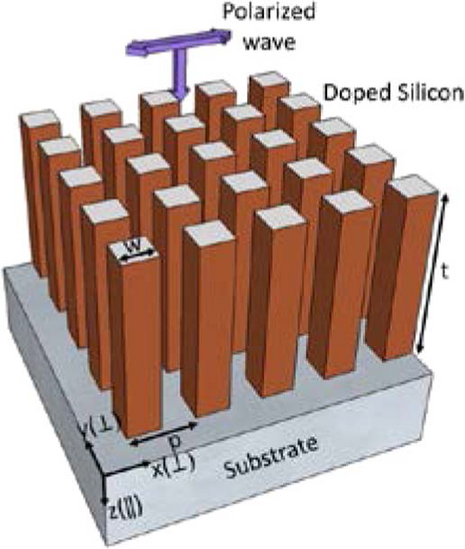 Polarized
wave
Doped Silicon
W
t
y(⊥)
p
x(⊥)
Substrate
z(||)